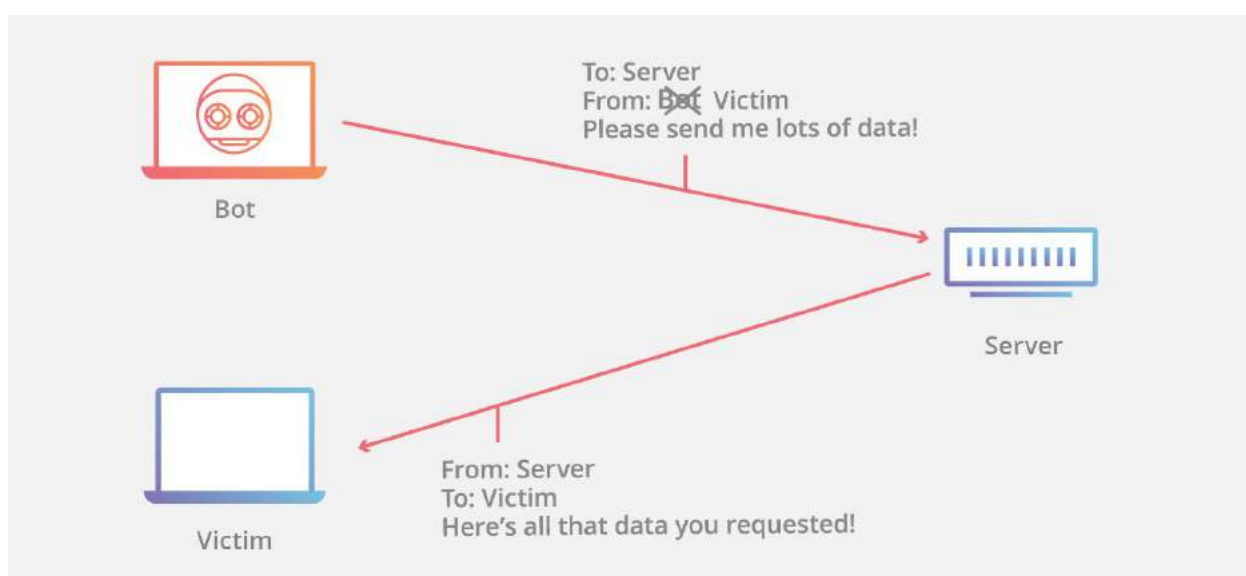 To: Server
From: Bot Victim
Please send me lots of data!
Bot
Server
From: Server
To: Victim
Here's all that data you requested!
Victim